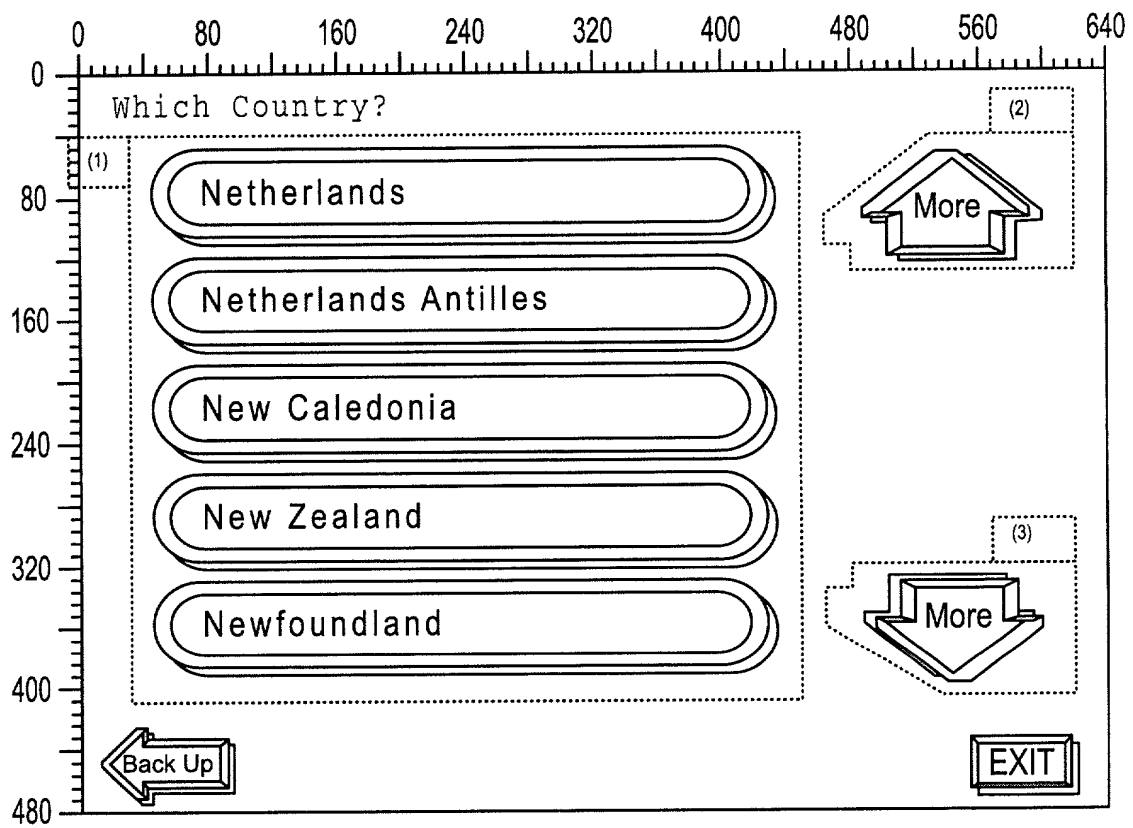 0 80 160 240 320 400 480 560 640
0
Which Country?
(2)
(1)
Netherlands
80
More
Netherlands Antilles
160
New Caledonia
240
New Zealand
(3)
320
Newfoundland
More
400
Back Up
EXIT
480